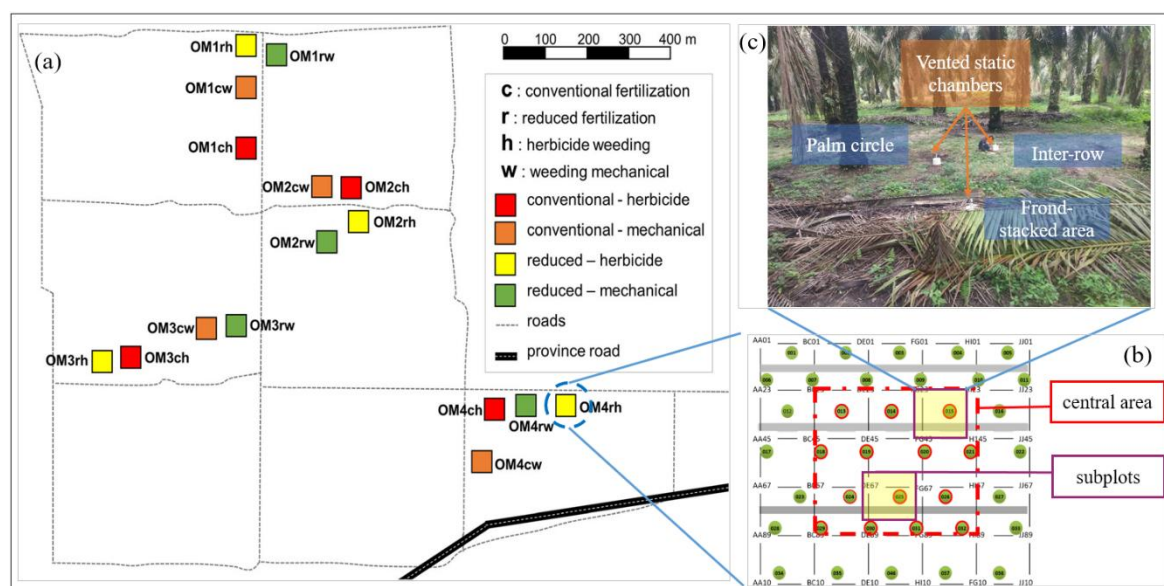 (a)
OM1rh
OM1rw
OM1cw
OM1ch
OM2cw
OM2ch
OM2rh
OM2rw
OM3cw
OM3rw
OM3rh
OM3ch
OM4ch
OM4rw
OM4rh
OM4cw
0 100 200 300 400 m
c : conventional fertilization
r : reduced fertilization
h : herbicide weeding
w : weeding mechanical
conventional - herbicide
conventional - mechanical
reduced – herbicide
reduced – mechanical
roads
province road
(c)
Vented static
chambers
Palm circle
Inter-row
Frond-
stacked area
(b)
AA01 BC01 DE01 FG01 HI01 JJ01
AA23 JJ23
AA45 BC45 DE45 FG45 HI45 JJ45
AA67 DE67 FG67 JJ67
AA89 JJ89
AA10 BC10 DE10 HI10 FG10 JJ10
central area
subplots